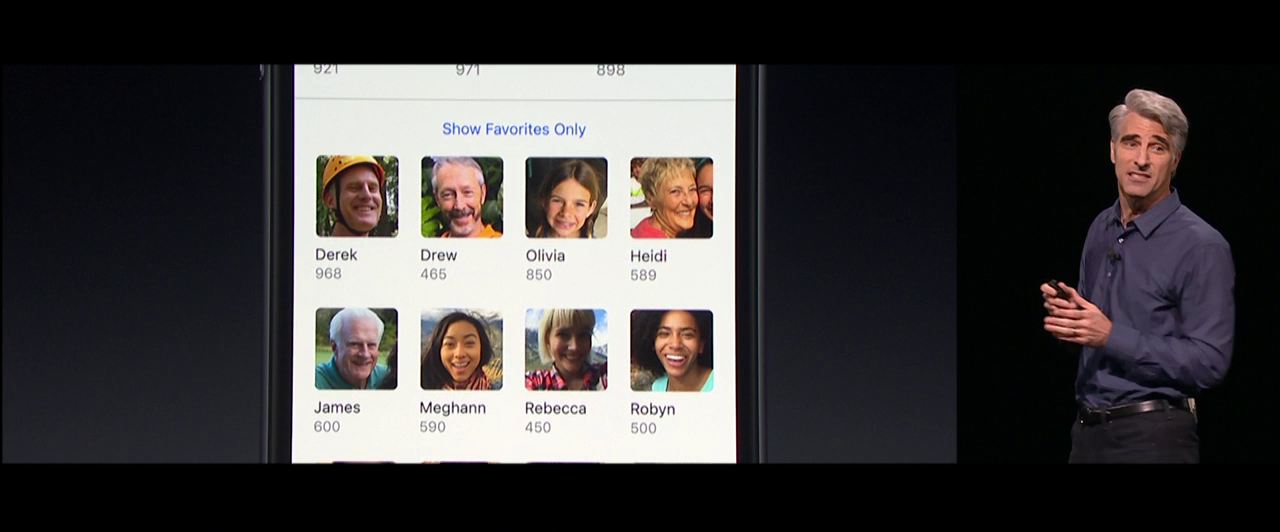 921 971 898
Show Favorites Only
Derek Drew Olivia Heidi
968 465 850 589
James Meghann Rebecca Robyn
600 590 450 500